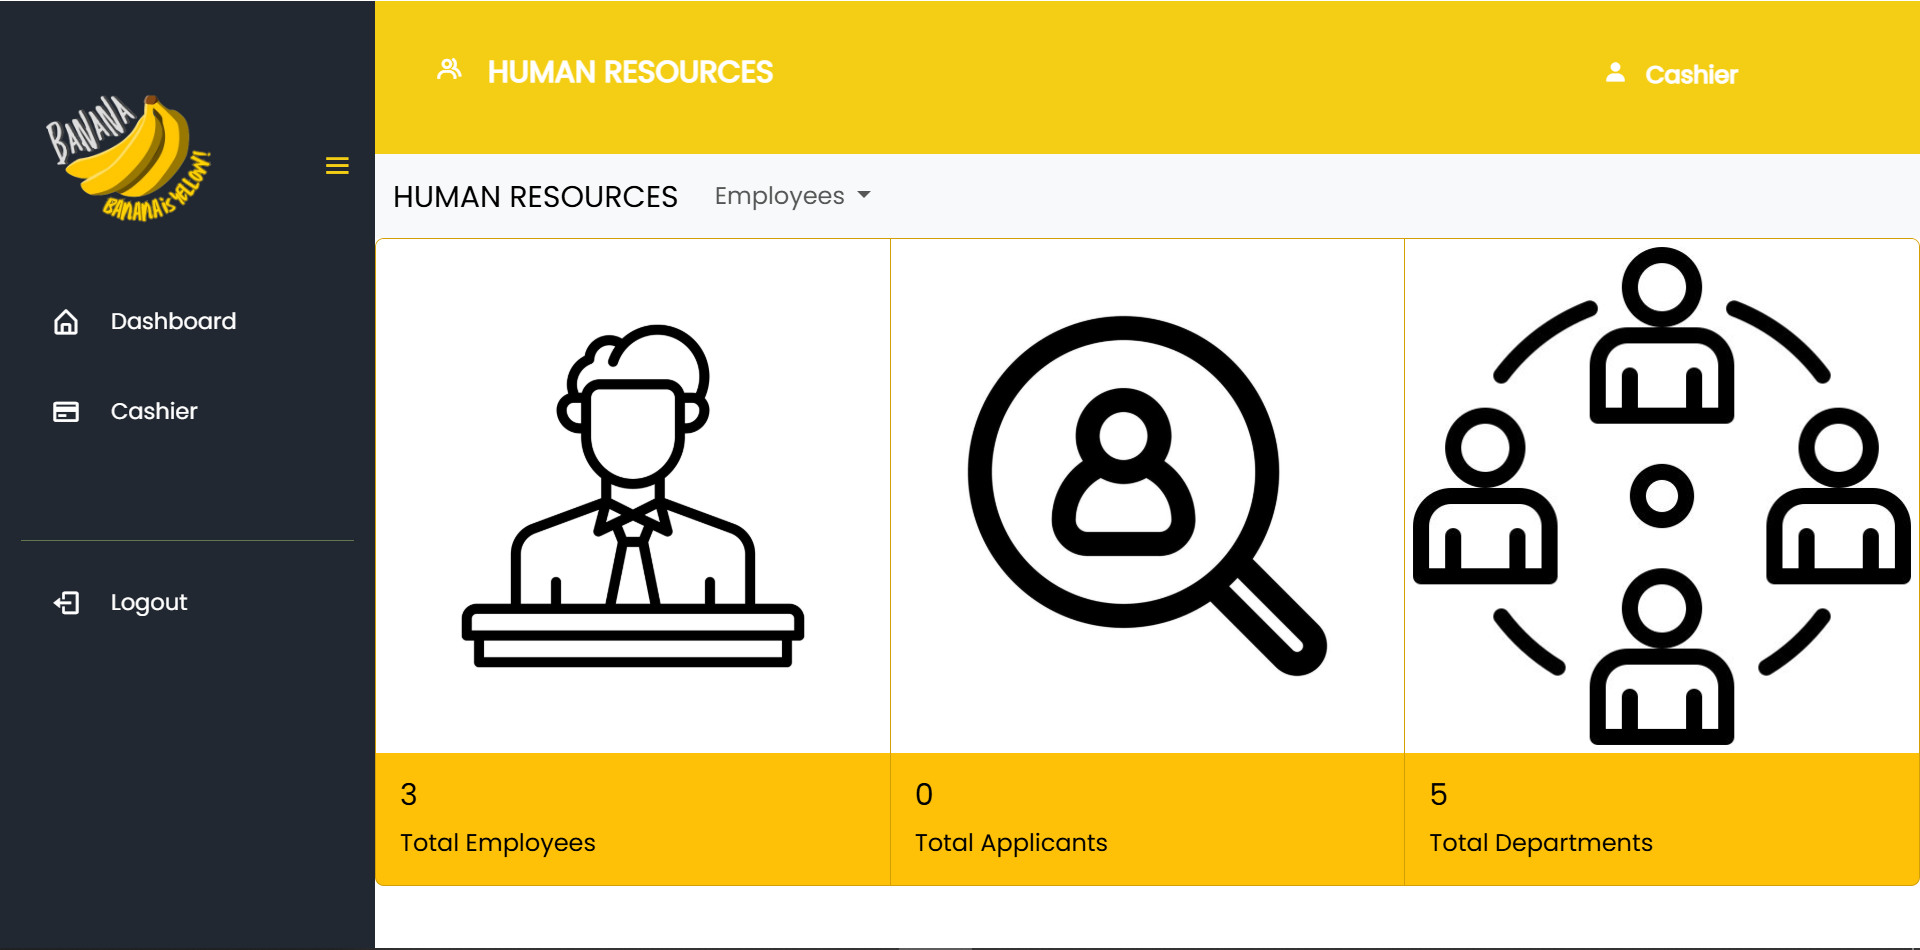 BANANA
BANANA iS YELLOW!
Dashboard
Cashier
Logout
HUMAN RESOURCES
Cashier
HUMAN RESOURCES
Employees
3
Total Employees
0
Total Applicants
5
Total Departments